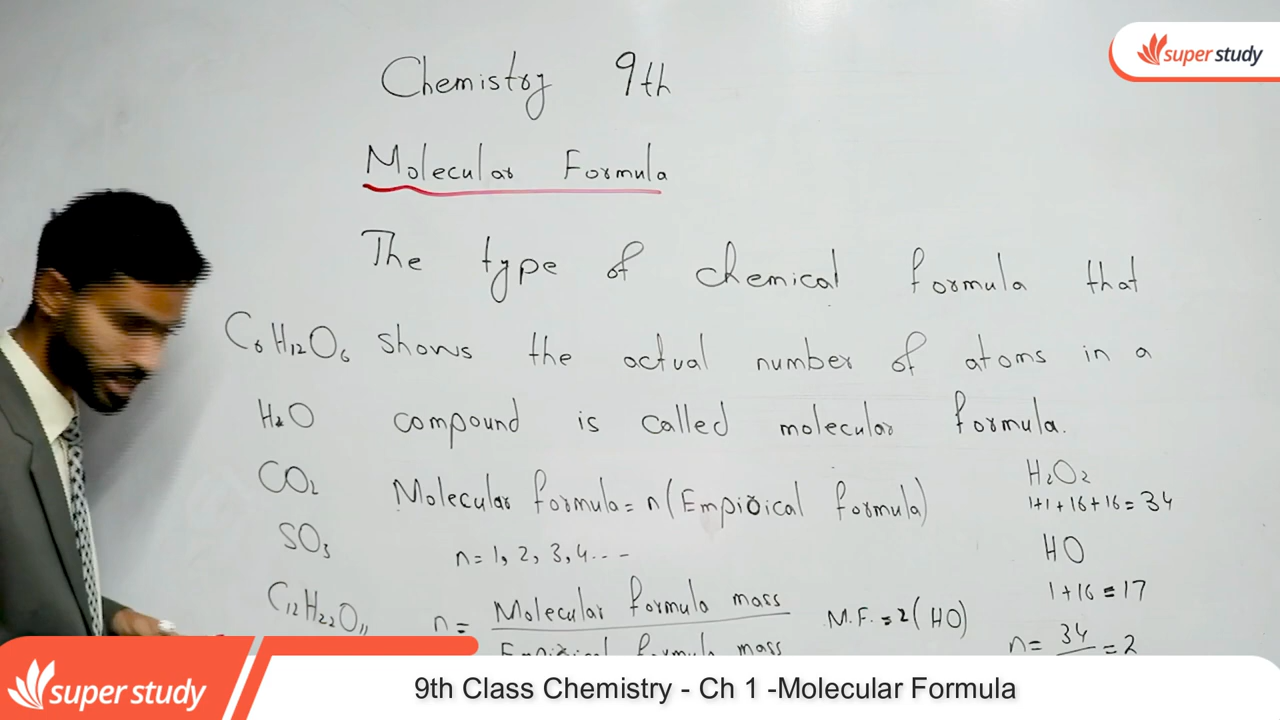 super study
Chemistry 9th
Molecular Formula
The type of chemical formula that
shows the actual number of atoms in a
compound is called molecular formula.
C₆H₁₂O₆
H₂O
CO₂
SO₃
C₁₂H₂₂O₁₁
Molecular formula = n (Empirical formula)
n = 1, 2, 3, 4 - - -
n = Molecular formula mass
Empirical formula mass
M.F. = 2 (HO)
H₂O₂
1+1+16+16 = 34
HO
1+16 = 17
n = 34 = 2
super study
9th Class Chemistry - Ch 1 -Molecular Formula